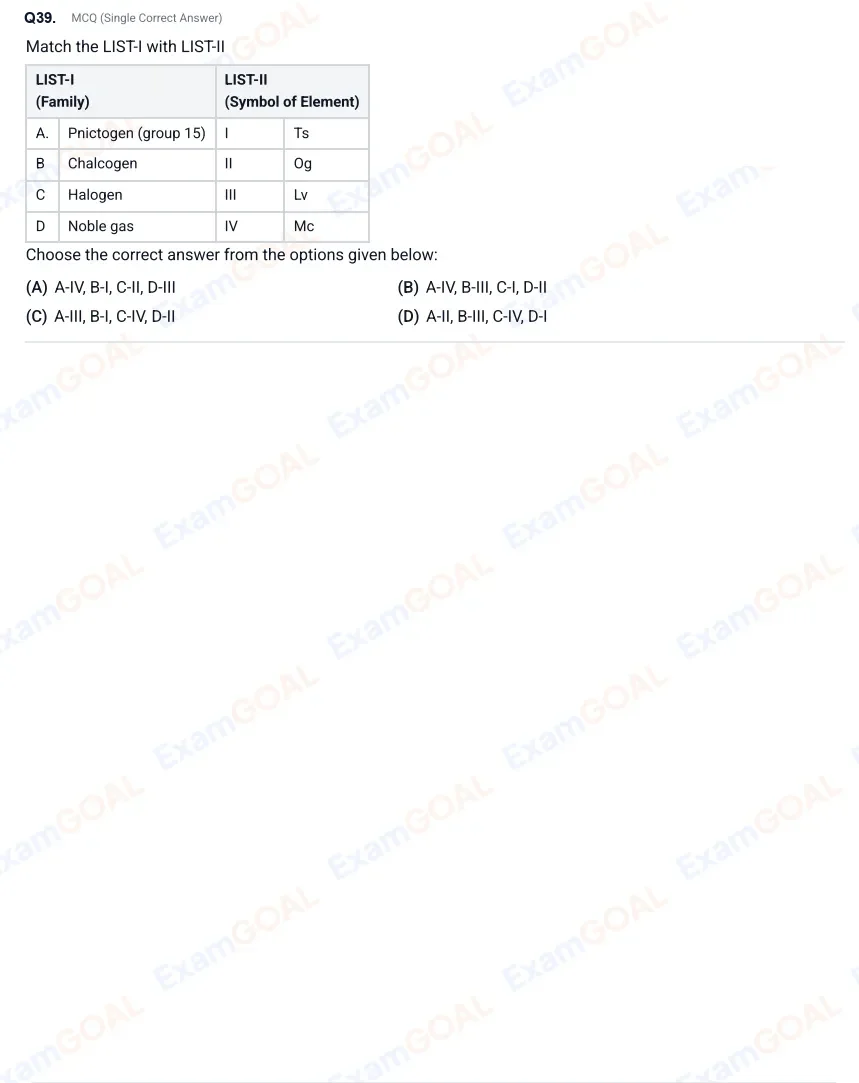 Q39. MCQ (Single Correct Answer)
Match the LIST-I with LIST-II
LIST-I LIST-II
(Family) (Symbol of Element)
A. Pnictogen (group 15) I Ts
B Chalcogen II Og
C Halogen III Lv
D Noble gas IV Mc
Choose the correct answer from the options given below:
(A) A-IV, B-I, C-II, D-III (B) A-IV, B-III, C-I, D-II
(C) A-III, B-I, C-IV, D-II (D) A-II, B-III, C-IV, D-I
ExamGOAL